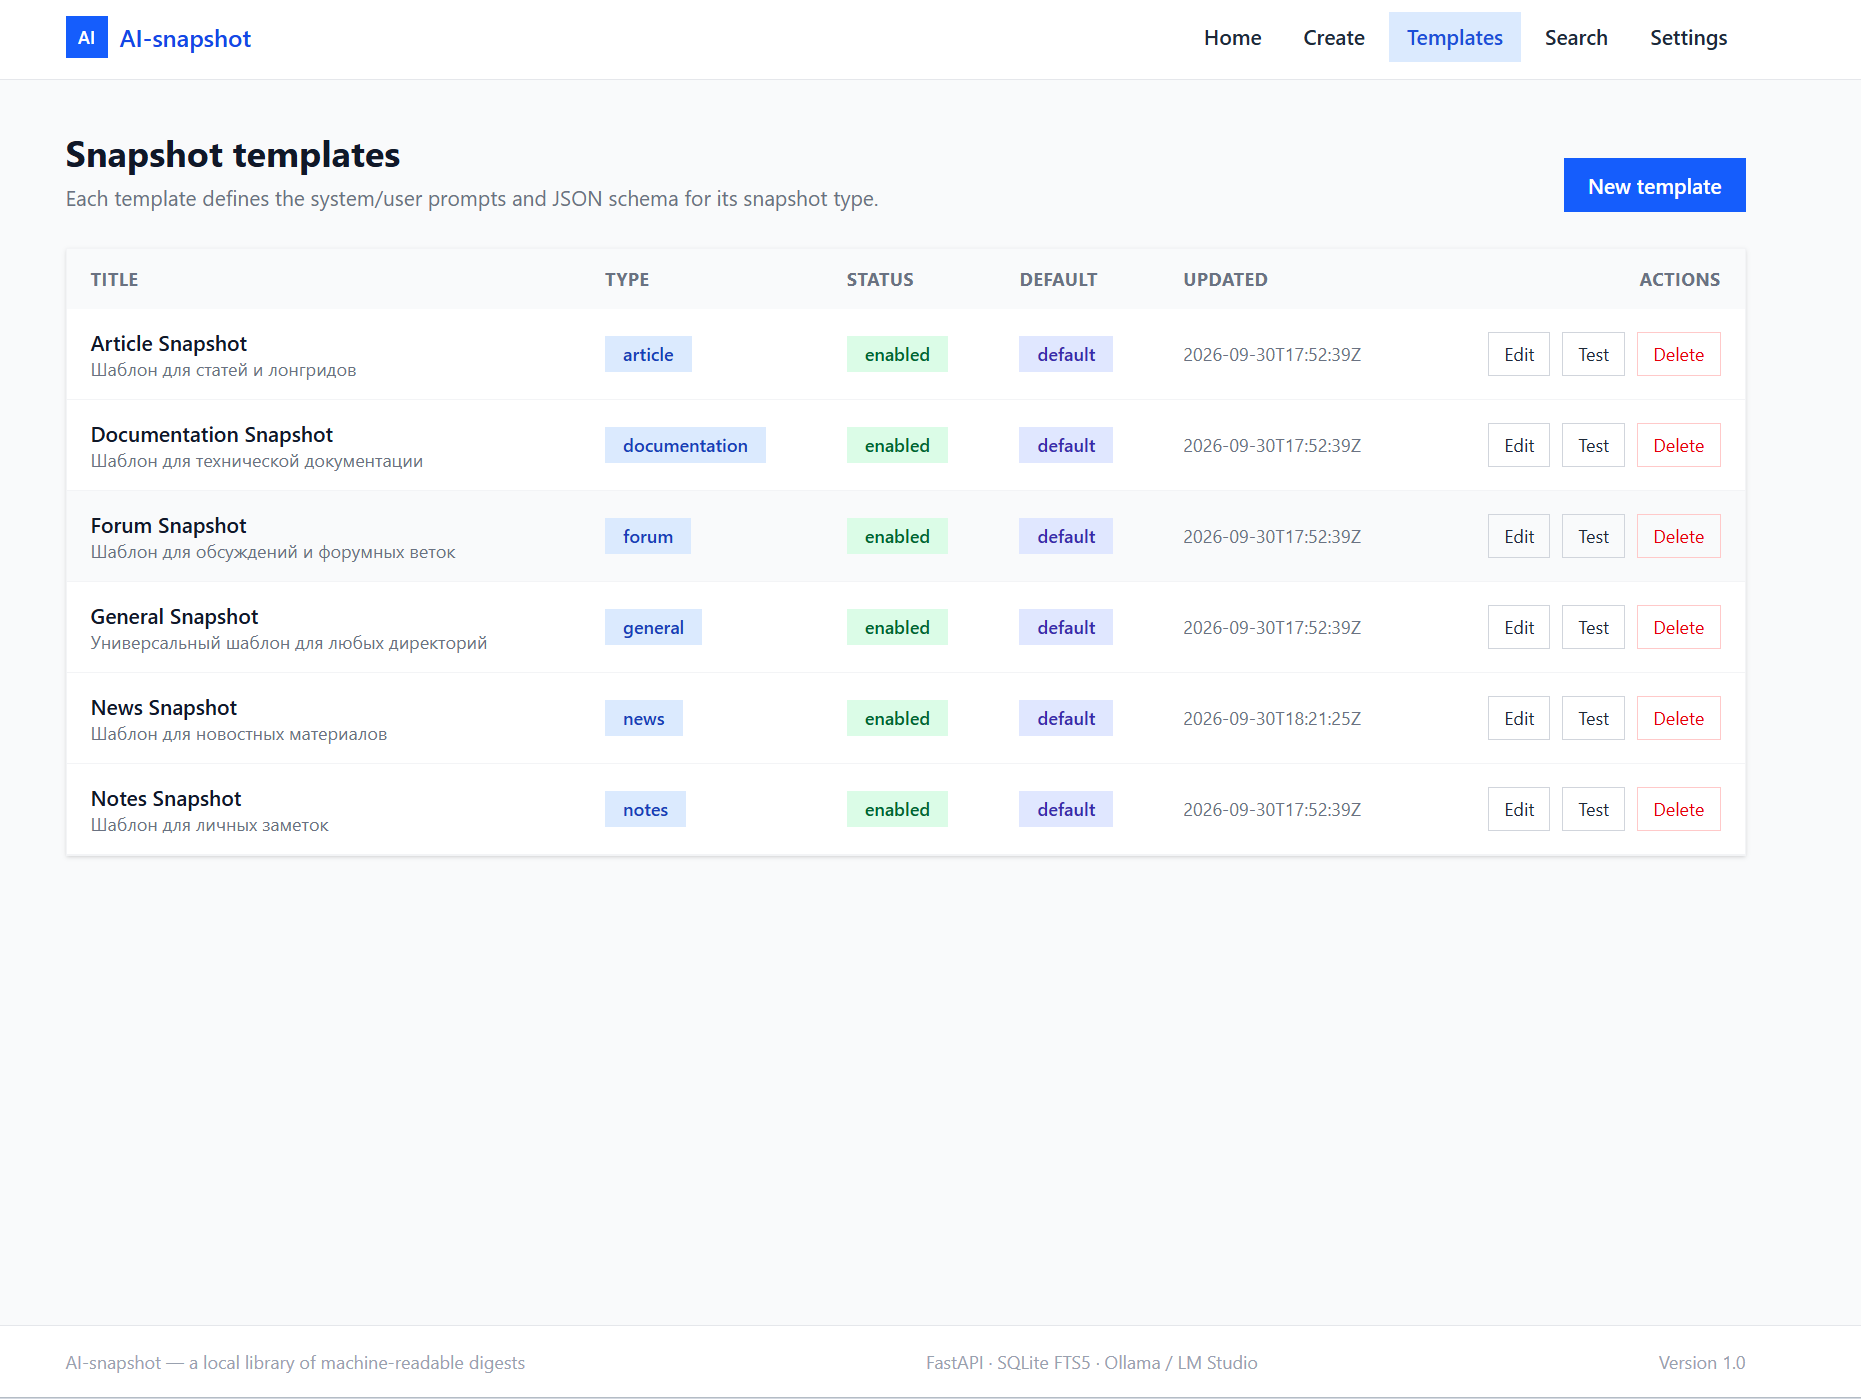 AI AI-snapshot Home Create Templates Search Settings
Snapshot templates
Each template defines the system/user prompts and JSON schema for its snapshot type.
New template
TITLE TYPE STATUS DEFAULT UPDATED ACTIONS
Article Snapshot
Шаблон для статей и лонгридов
article enabled default 2026-09-30T17:52:39Z Edit Test Delete
Documentation Snapshot
Шаблон для технической документации
documentation enabled default 2026-09-30T17:52:39Z Edit Test Delete
Forum Snapshot
Шаблон для обсуждений и форумных веток
forum enabled default 2026-09-30T17:52:39Z Edit Test Delete
General Snapshot
Универсальный шаблон для любых директорий
general enabled default 2026-09-30T17:52:39Z Edit Test Delete
News Snapshot
Шаблон для новостных материалов
news enabled default 2026-09-30T18:21:25Z Edit Test Delete
Notes Snapshot
Шаблон для личных заметок
notes enabled default 2026-09-30T17:52:39Z Edit Test Delete
AI-snapshot — a local library of machine-readable digests FastAPI · SQLite FTS5 · Ollama / LM Studio Version 1.0